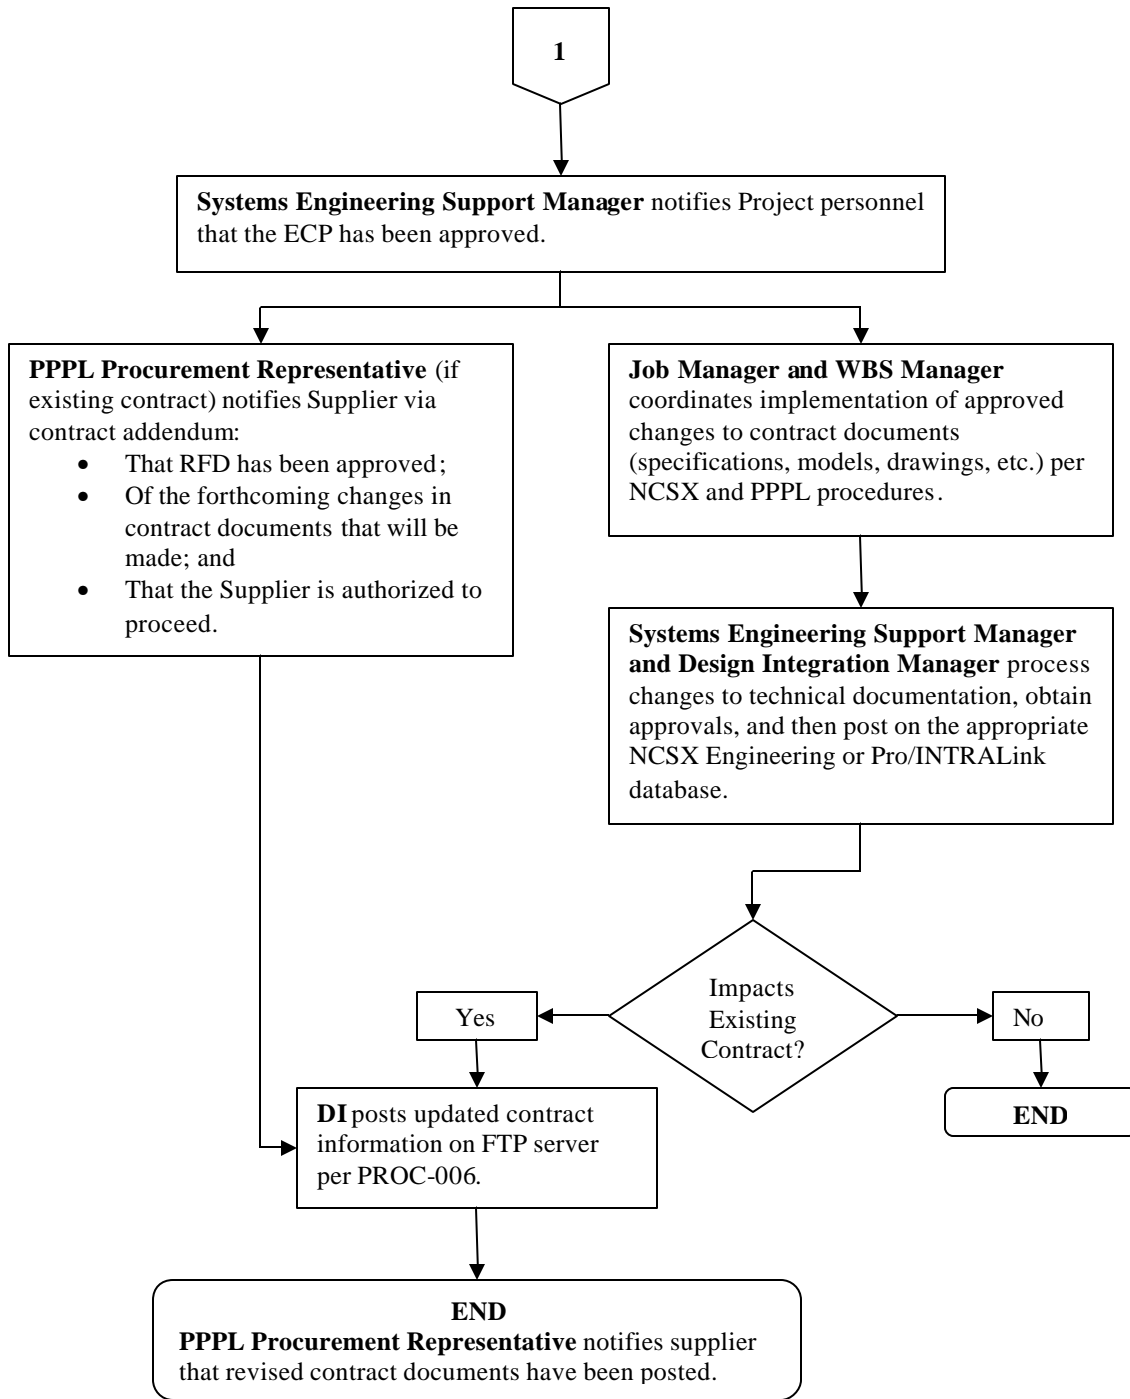 1
Systems Engineering Support Manager notifies Project personnel
that the ECP has been approved.
PPPL Procurement Representative (if
existing contract) notifies Supplier via
contract addendum:
• That RFD has been approved;
• Of the forthcoming changes in
contract documents that will be
made; and
• That the Supplier is authorized to
proceed.
Job Manager and WBS Manager
coordinates implementation of approved
changes to contract documents
(specifications, models, drawings, etc.) per
NCSX and PPPL procedures.
Systems Engineering Support Manager
and Design Integration Manager process
changes to technical documentation, obtain
approvals, and then post on the appropriate
NCSX Engineering or Pro/INTRALink
database.
Impacts
Existing
Contract?
Yes
No
DI posts updated contract
information on FTP server
per PROC-006.
END
END
PPPL Procurement Representative notifies supplier
that revised contract documents have been posted.